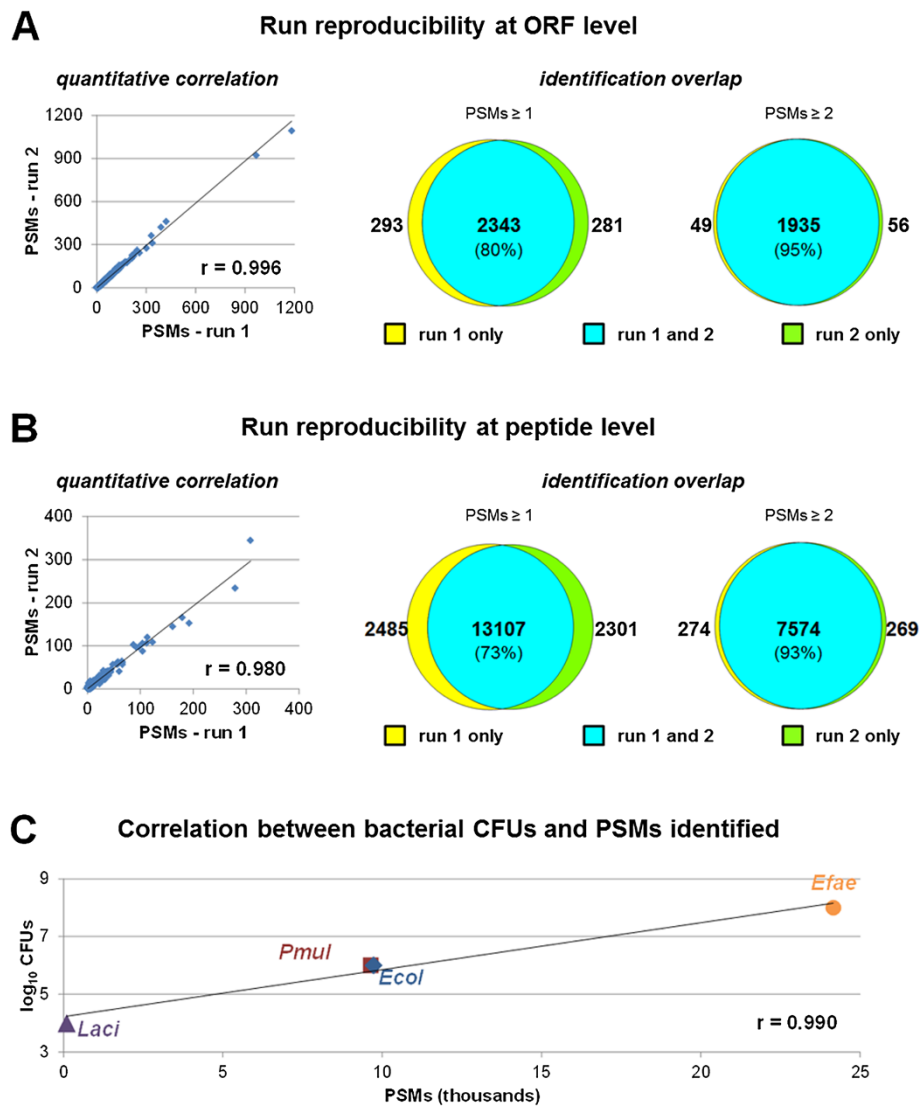 A
Run reproducibility at ORF level
quantitative correlation
identification overlap
PSMs - run 2
1200
900
600
300
0
0 300 600 900 1200
r = 0.996
PSMs - run 1
PSMs ≥ 1
293
2343
(80%)
281
PSMs ≥ 2
49
1935
(95%)
56
run 1 only
run 1 and 2
run 2 only
B
Run reproducibility at peptide level
quantitative correlation
identification overlap
PSMs - run 2
400
300
200
100
0
0 100 200 300 400
r = 0.980
PSMs - run 1
PSMs ≥ 1
2485
13107
(73%)
2301
PSMs ≥ 2
274
7574
(93%)
269
run 1 only
run 1 and 2
run 2 only
C
Correlation between bacterial CFUs and PSMs identified
log₁₀ CFUs
9
7
5
3
Efae
Pmul
Ecol
Laci
r = 0.990
0 5 10 15 20 25
PSMs (thousands)